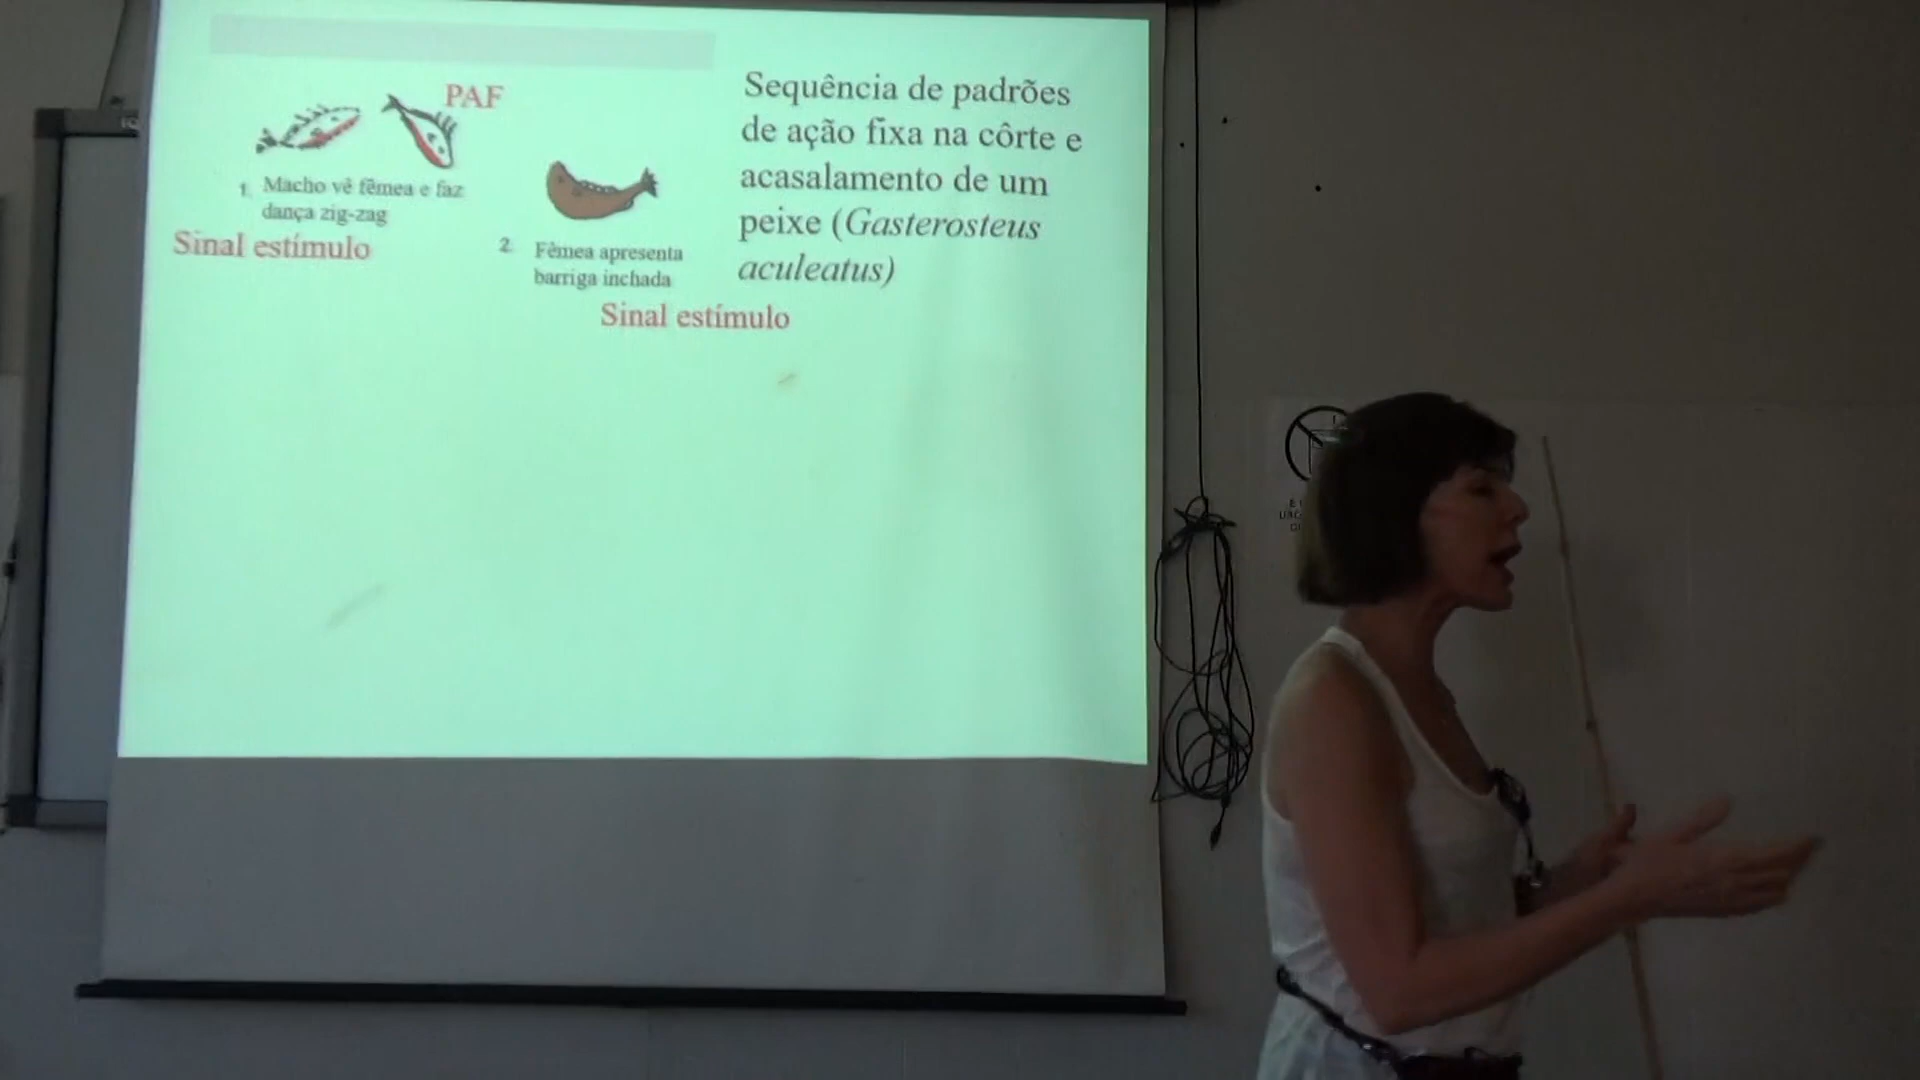 PAF
1. Macho vê fêmea e faz
dança zig-zag
Sinal estímulo
2. Fêmea apresenta
barriga inchada
Sinal estímulo
Sequência de padrões
de ação fixa na côrte e
acasalamento de um
peixe (Gasterosteus
aculeatus)